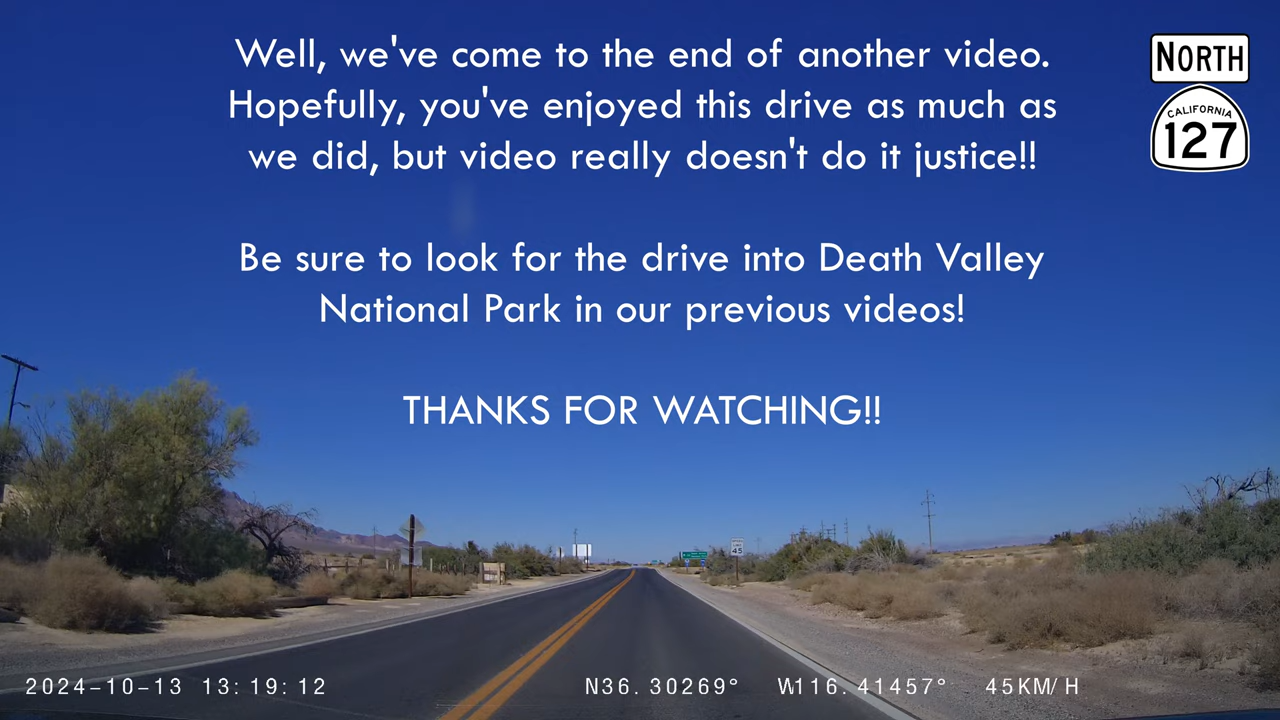 Well, we've come to the end of another video.
Hopefully, you've enjoyed this drive as much as
we did, but video really doesn't do it justice!!
Be sure to look for the drive into Death Valley
National Park in our previous videos!
THANKS FOR WATCHING!!
NORTH
CALIFORNIA
127
45
2024-10-13 13:19:12 N36.30269° W116.41457° 45KM/H